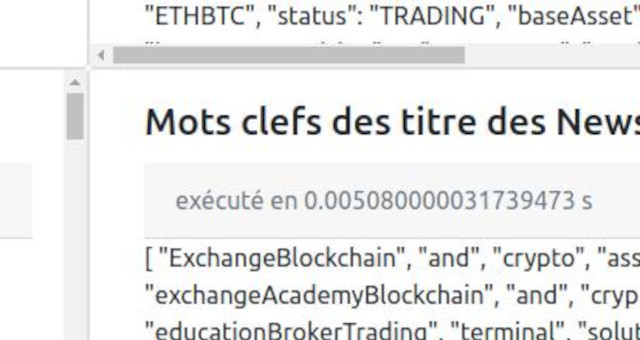 "ETHBTC", "status": "TRADING", "baseAsset"
Mots clefs des titre des News
exécuté en 0.005080000031739473 s
[ "ExchangeBlockchain", "and", "crypto", "ass
"exchangeAcademyBlockchain", "and", "cryp
"educationBrokerTrading", "terminal", "solut